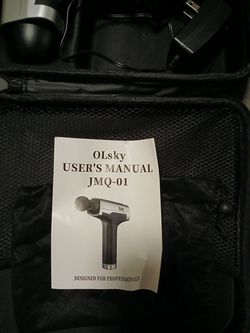 OLsky
USER'S MANUAL
JMQ-01
DESIGNED FOR PROFESSIONALS